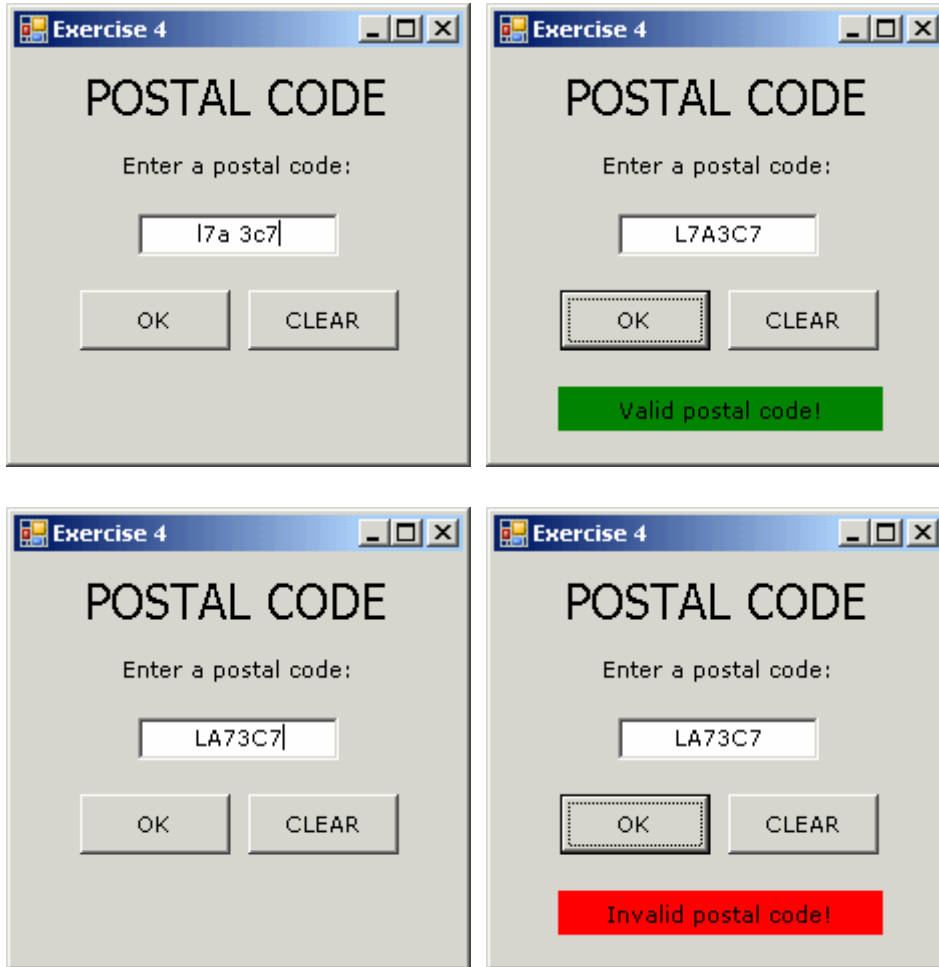 Exercise 4
POSTAL CODE
Enter a postal code:
l7a 3c7
OK CLEAR
Exercise 4
POSTAL CODE
Enter a postal code:
L7A3C7
OK CLEAR
Valid postal code!
Exercise 4
POSTAL CODE
Enter a postal code:
LA73C7
OK CLEAR
Exercise 4
POSTAL CODE
Enter a postal code:
LA73C7
OK CLEAR
Invalid postal code!